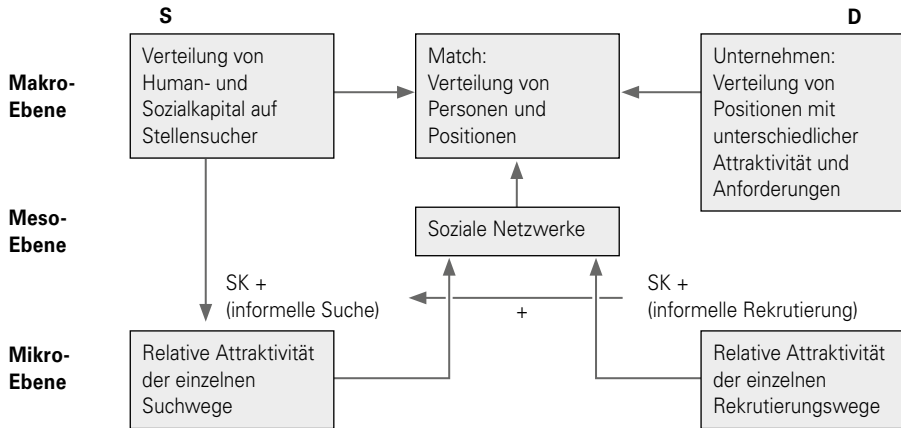 S
D
Makro-
Ebene
Verteilung von
Human- und
Sozialkapital auf
Stellensucher
Match:
Verteilung von
Personen und
Positionen
Unternehmen:
Verteilung von
Positionen mit
unterschiedlicher
Attraktivität und
Anforderungen
Meso-
Ebene
Soziale Netzwerke
SK +
(informelle Suche)
+
SK +
(informelle Rekrutierung)
Mikro-
Ebene
Relative Attraktivität
der einzelnen
Suchwege
Relative Attraktivität
der einzelnen
Rekrutierungswege